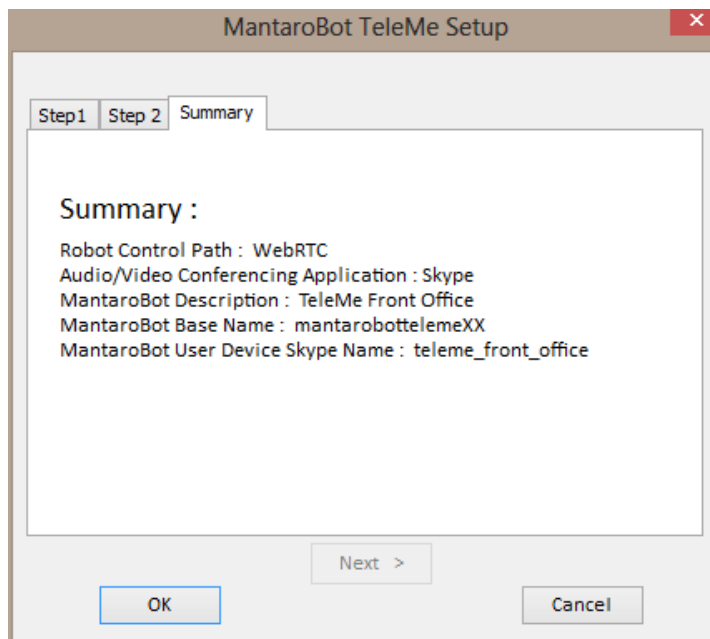 MantaroBot TeleMe Setup
Step1 Step 2 Summary
Summary :
Robot Control Path : WebRTC
Audio/Video Conferencing Application : Skype
MantaroBot Description : TeleMe Front Office
MantaroBot Base Name : mantarobottelemeXX
MantaroBot User Device Skype Name : teleme_front_office
Next >
OK Cancel